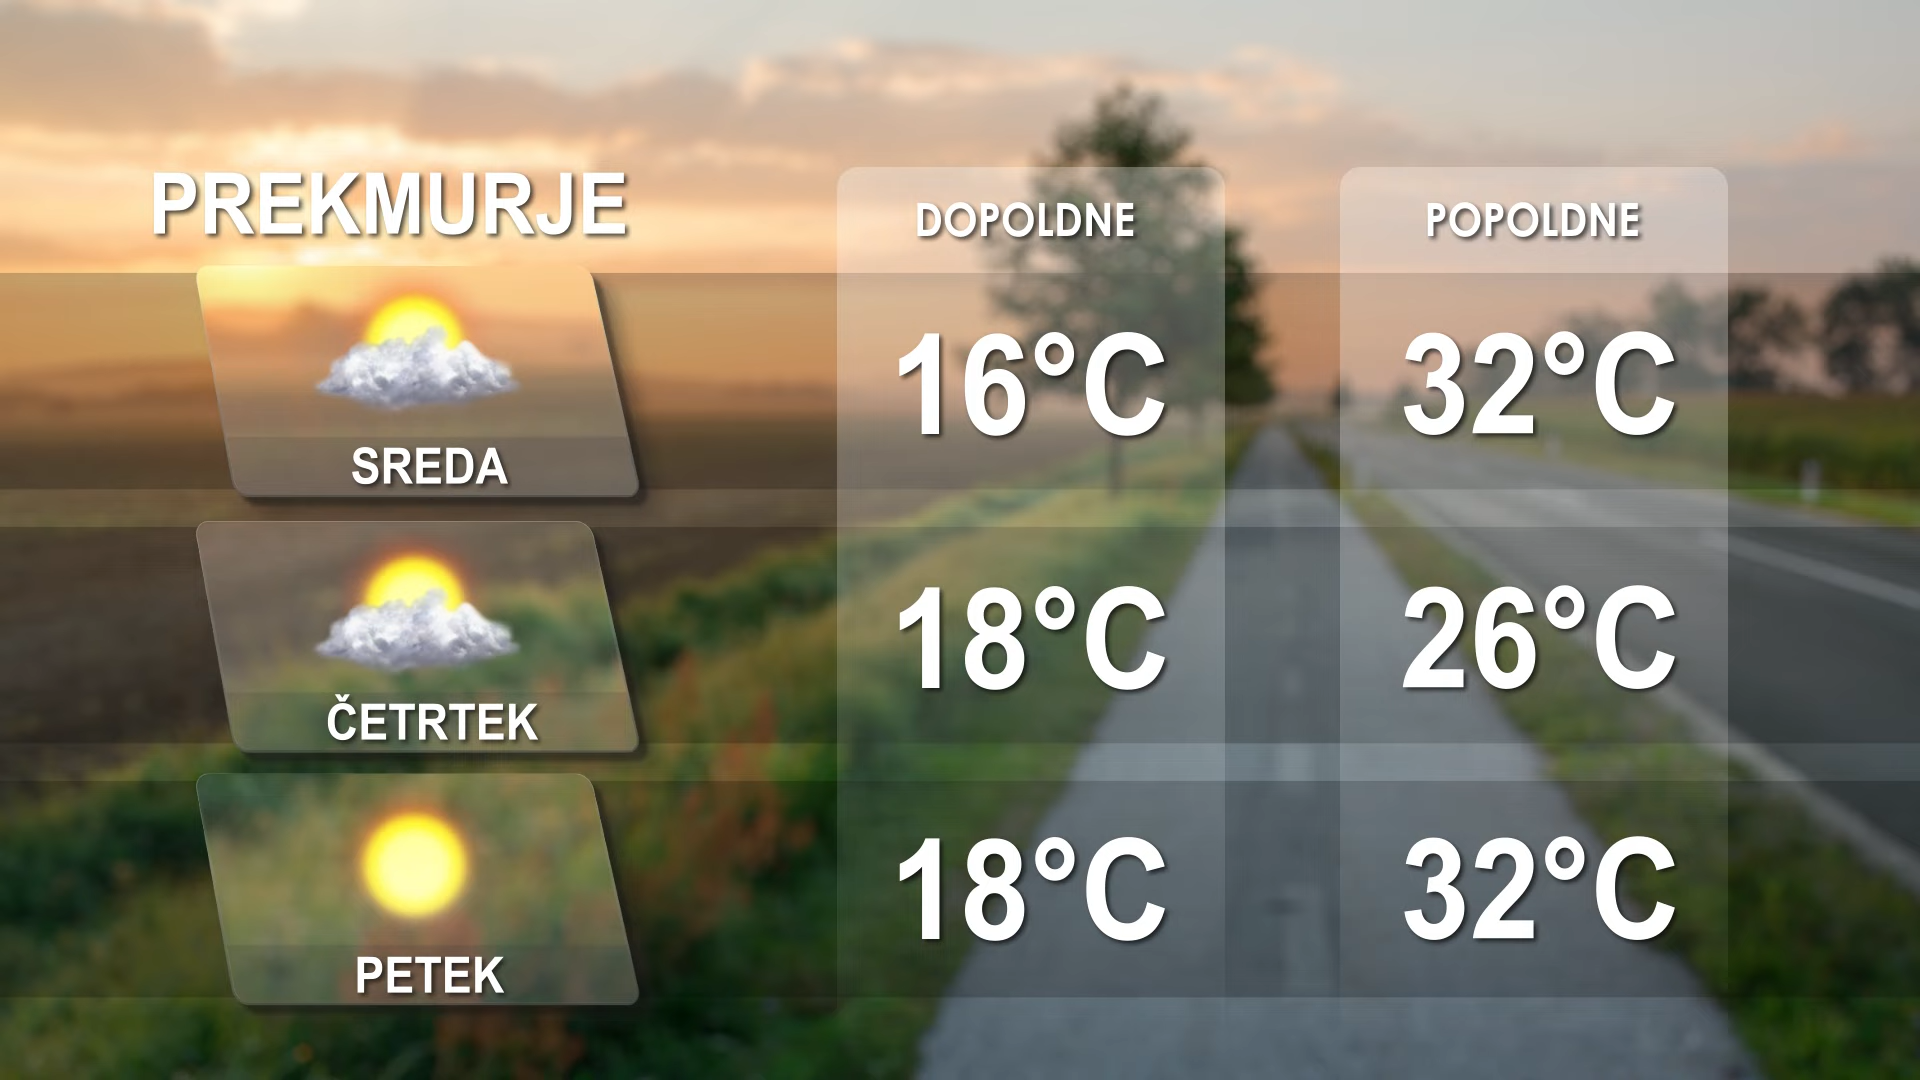 PREKMURJE
DOPOLDNE
POPOLDNE
16°C
32°C
SREDA
18°C
26°C
ČETRTEK
18°C
32°C
PETEK